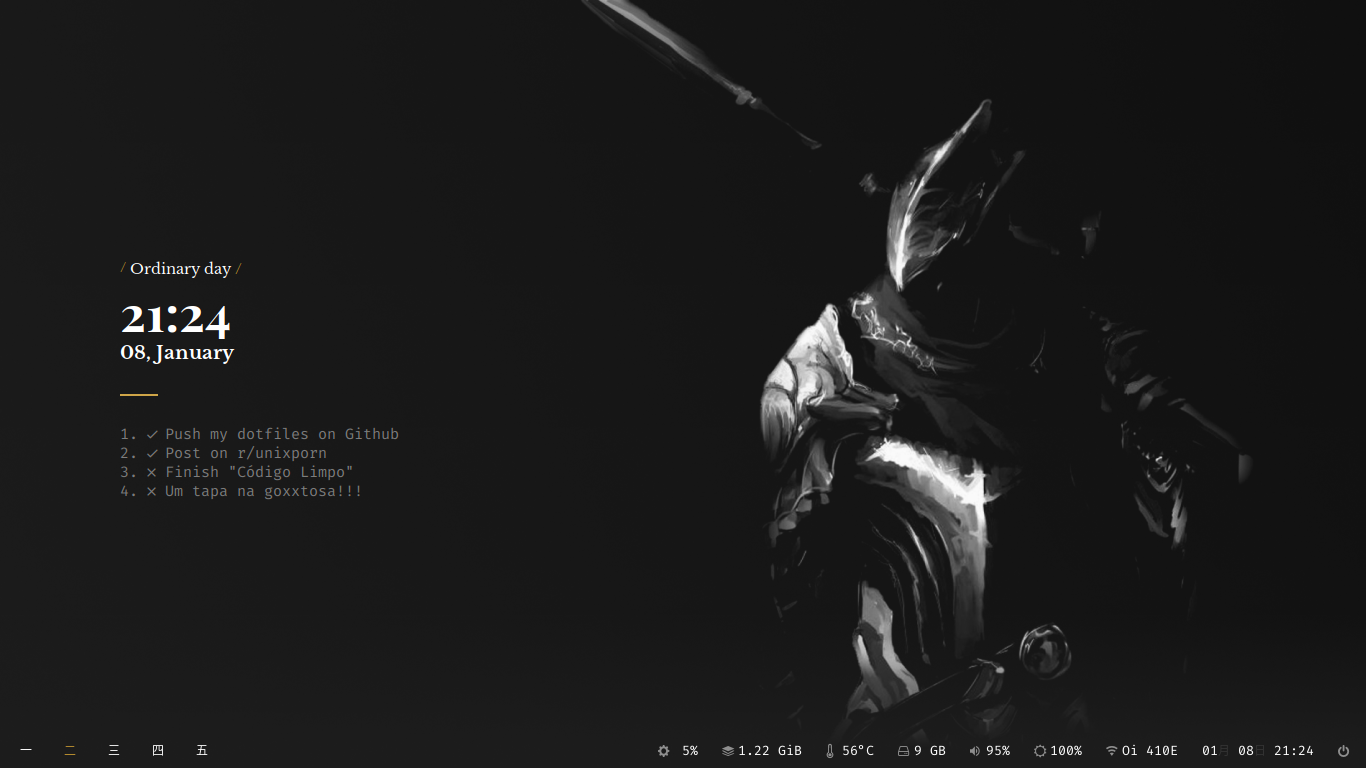 / Ordinary day /
21:24
08, January
1. ✓ Push my dotfiles on Github
2. ✓ Post on r/unixporn
3. × Finish "Código Limpo"
4. × Um tapa na goxxtosa!!!
一 二 三 四 五 5% 1.22 GiB 56°C 9 GB 95% 100% Oi 410E 01月 08日 21:24